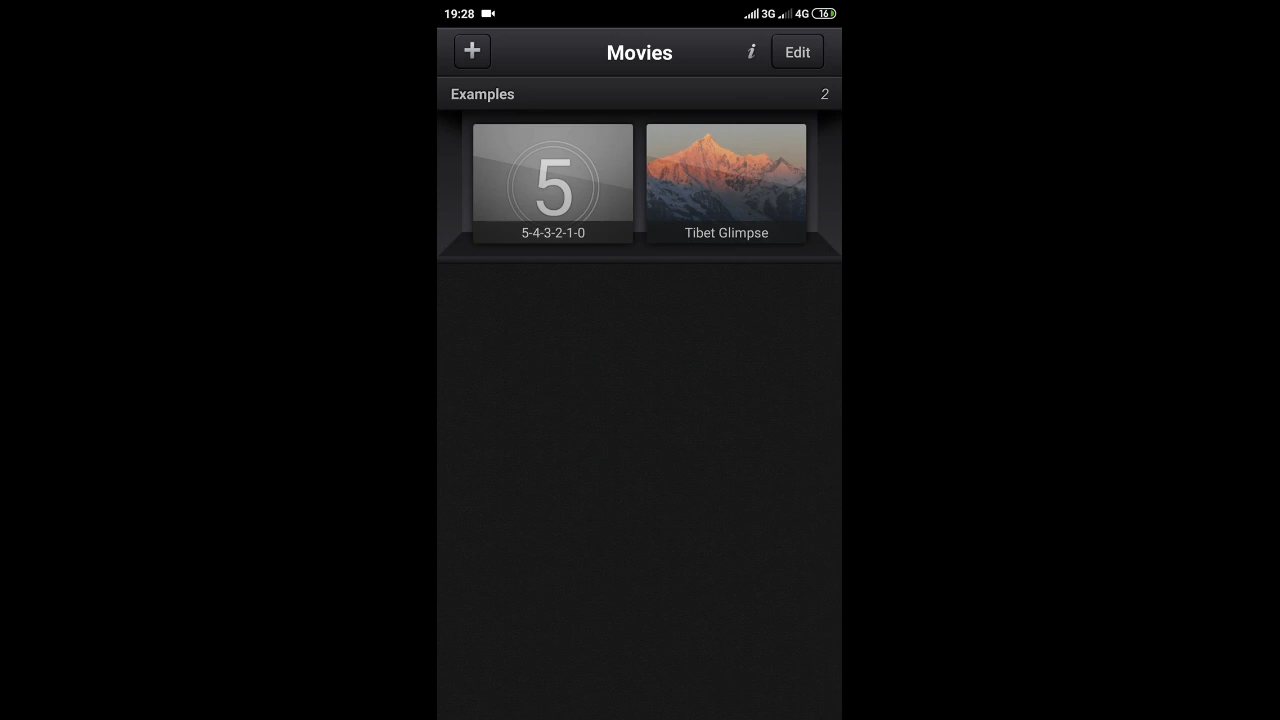 19:28 3G 4G 16
Movies i Edit
Examples 2
5
5-4-3-2-1-0 Tibet Glimpse